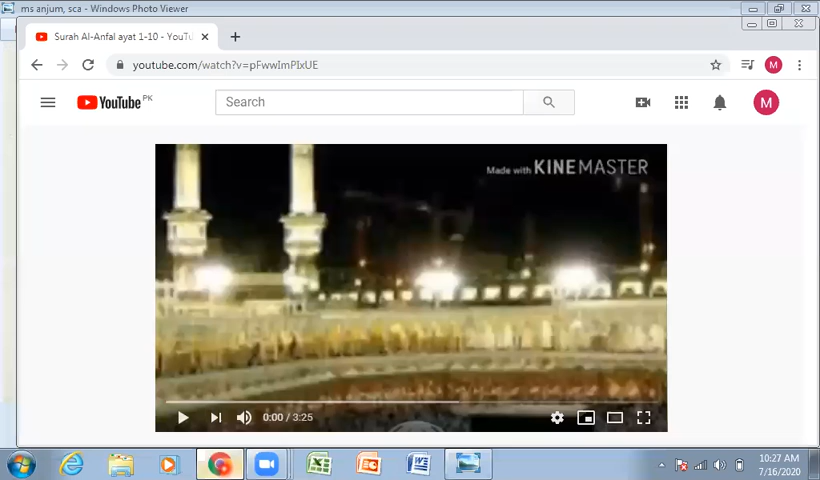 ms anjum, sca - Windows Photo Viewer
Surah Al-Anfal ayat 1-10 - YouTu
youtube.com/watch?v=pFwwImPIxUE
M
YouTube PK
Search
M
Made with KINEMASTER
0:00 / 3:25
10:27 AM
7/16/2020